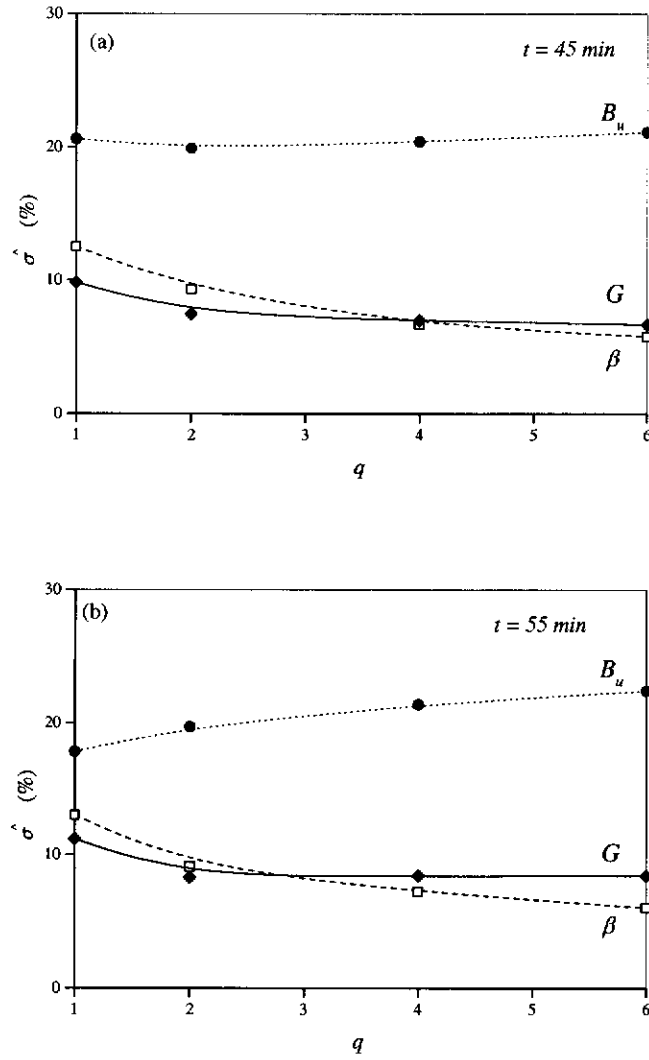 30
(a)
t = 45 min
B_u
20
σ̂ (%)
10
G
β
0
1 2 3 4 5 6
q
30
(b)
t = 55 min
B_u
20
σ̂ (%)
10
G
β
0
1 2 3 4 5 6
q